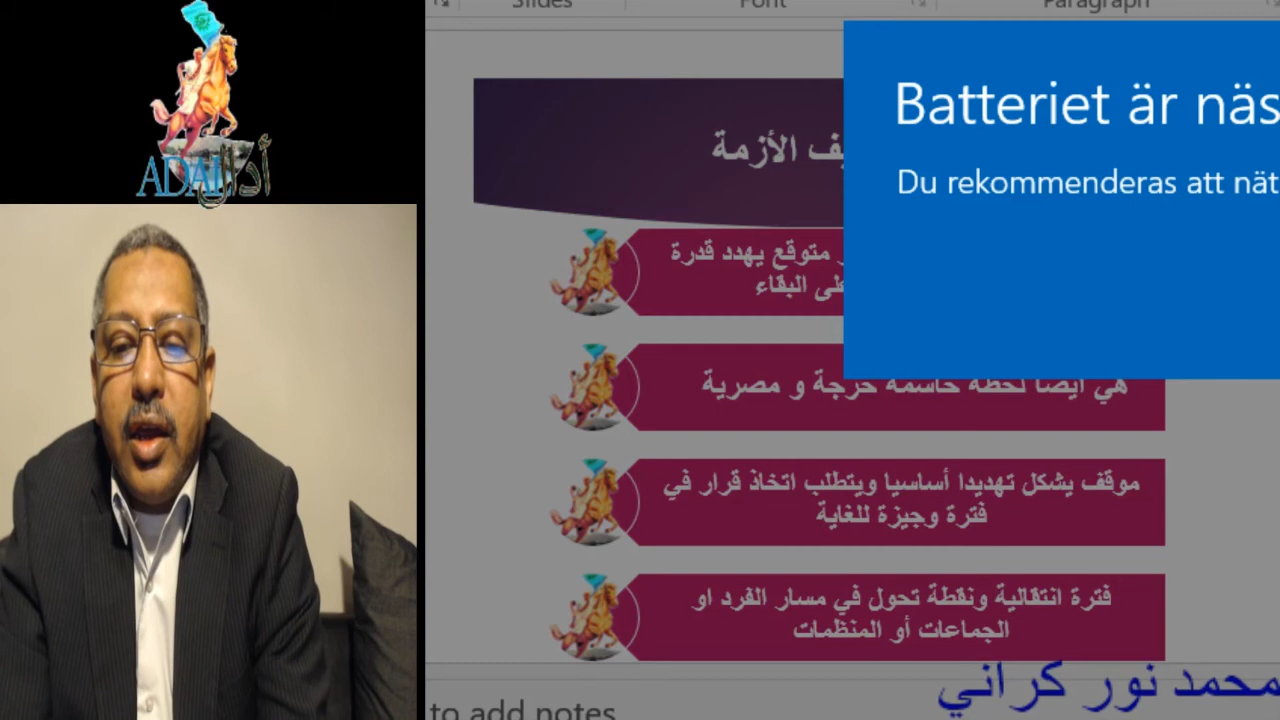 Slides Font Paragraph
ADAL أدال
Batteriet är näs
Du rekommenderas att nät
يف الأزمة
متوقع يهدد قدرة
على البقاء
هي ايضا لحظة حاسمة حرجة و مصرية
موقف يشكل تهديدا أساسيا ويتطلب اتخاذ قرار في
فترة وجيزة للغاية
فترة انتقالية ونقطة تحول في مسار الفرد او
الجماعات أو المنظمات
محمد نور كراني
to add notes